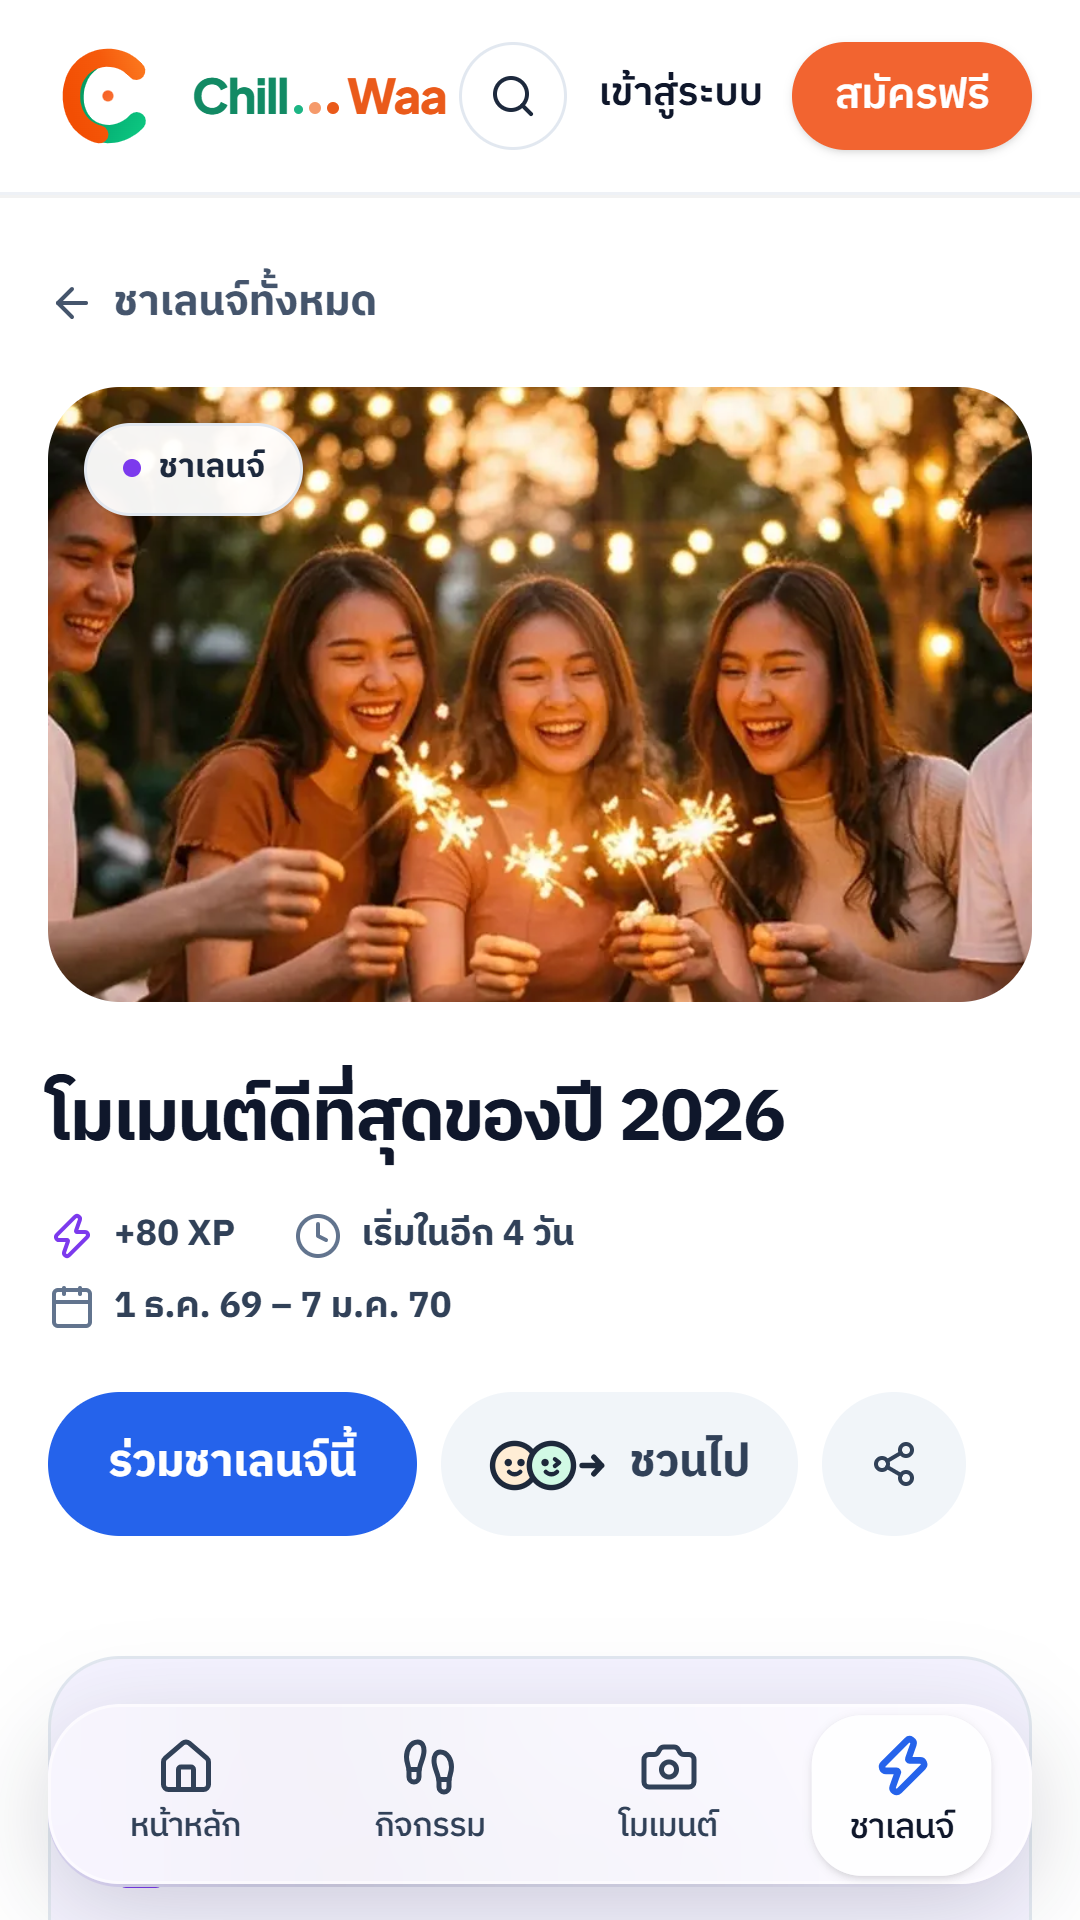 Chill...Waa
เข้าสู่ระบบ
สมัครฟรี
ชาเลนจ์ทั้งหมด
ชาเลนจ์
โมเมนต์ดีที่สุดของปี 2026
+80 XP
เริ่มในอีก 4 วัน
1 ธ.ค. 69 – 7 ม.ค. 70
ร่วมชาเลนจ์นี้
ชวนไป
หน้าหลัก
กิจกรรม
โมเมนต์
ชาเลนจ์